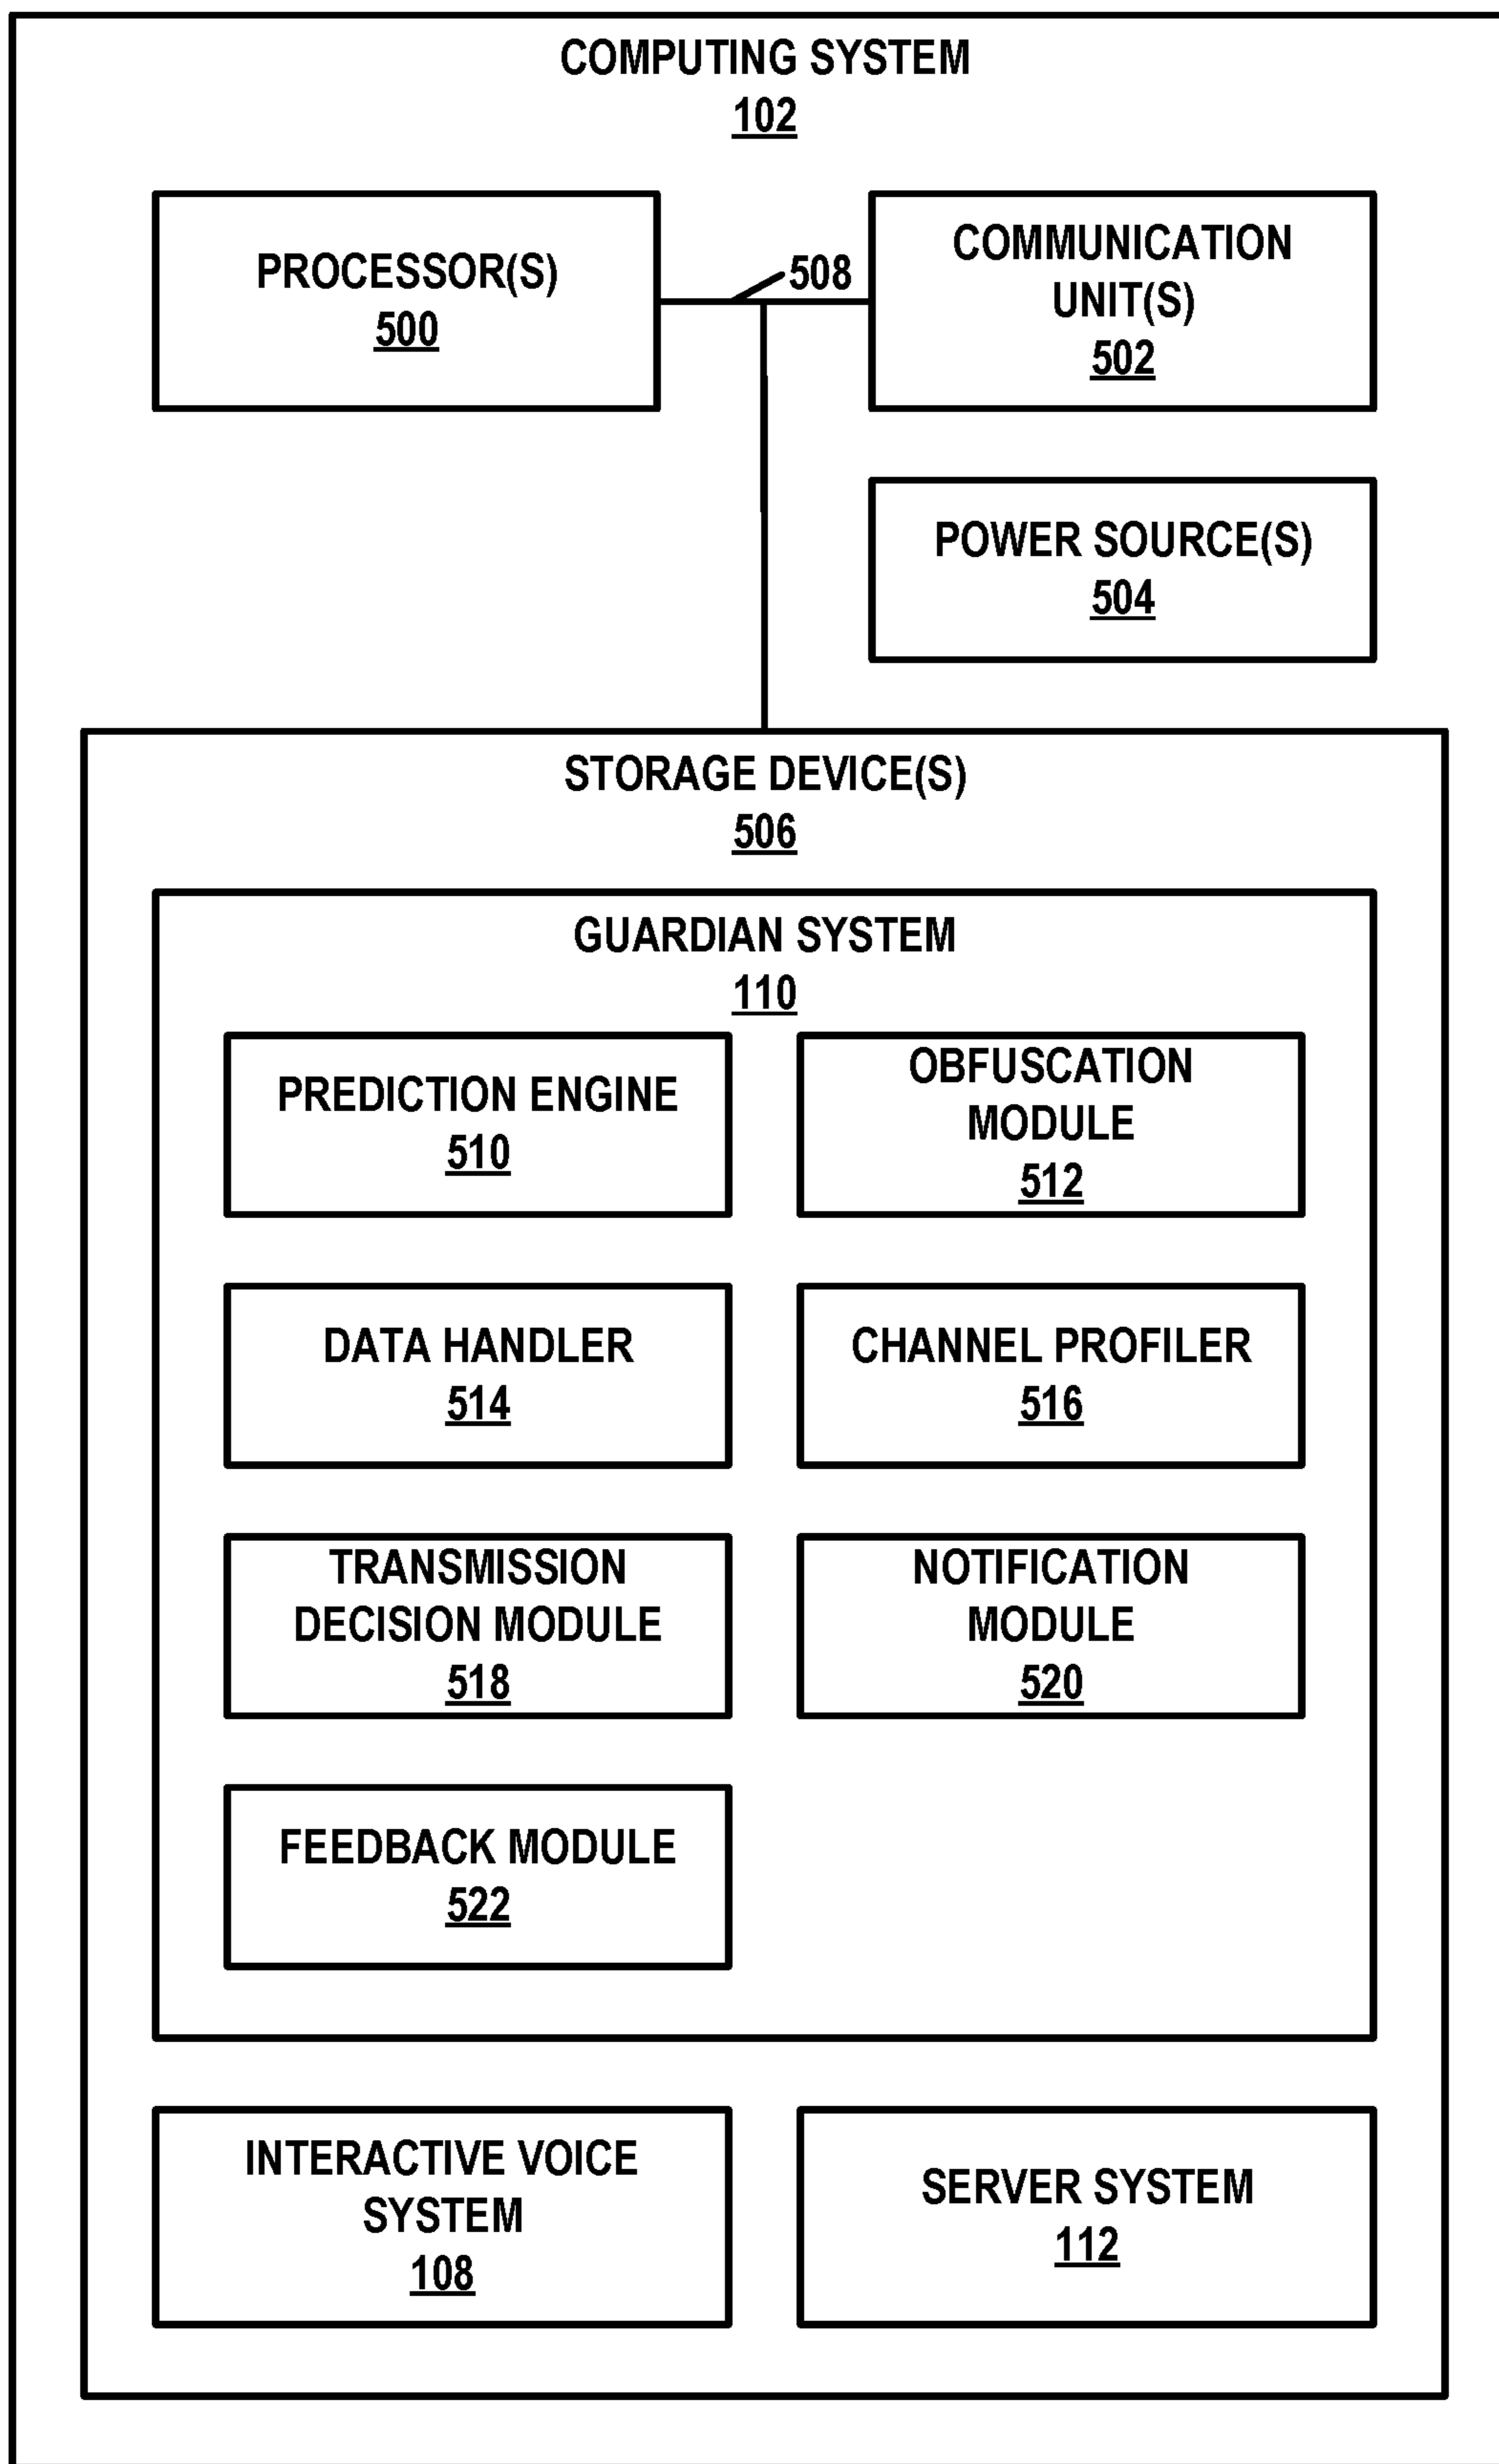 COMPUTING SYSTEM
102
PROCESSOR(S)
500
508
COMMUNICATION
UNIT(S)
502
POWER SOURCE(S)
504
STORAGE DEVICE(S)
506
GUARDIAN SYSTEM
110
PREDICTION ENGINE
510
OBFUSCATION
MODULE
512
DATA HANDLER
514
CHANNEL PROFILER
516
TRANSMISSION
DECISION MODULE
518
NOTIFICATION
MODULE
520
FEEDBACK MODULE
522
INTERACTIVE VOICE
SYSTEM
108
SERVER SYSTEM
112